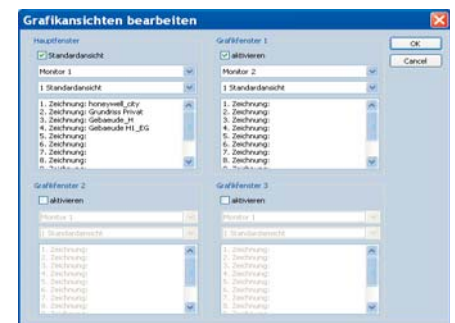 Grafikansichten bearbeiten
Hauptfenster
Standardansicht
Monitor 1
1 Standardansicht
1. Zeichnung: honeywell_city
2. Zeichnung: Grundriss Privat
3. Zeichnung: Gebaeude_H
4. Zeichnung: Gebaeude H1_EG
5. Zeichnung:
6. Zeichnung:
7. Zeichnung:
8. Zeichnung:
Grafikfenster 1
aktivieren
Monitor 2
1 Standardansicht
1. Zeichnung:
2. Zeichnung:
3. Zeichnung:
4. Zeichnung:
5. Zeichnung:
6. Zeichnung:
7. Zeichnung:
8. Zeichnung:
OK
Cancel
Grafikfenster 2
aktivieren
Monitor 1
1 Standardansicht
1. Zeichnung:
2. Zeichnung:
3. Zeichnung:
4. Zeichnung:
5. Zeichnung:
6. Zeichnung:
7. Zeichnung:
8. Zeichnung:
Grafikfenster 3
aktivieren
Monitor 1
1 Standardansicht
1. Zeichnung:
2. Zeichnung:
3. Zeichnung:
4. Zeichnung:
5. Zeichnung:
6. Zeichnung:
7. Zeichnung:
8. Zeichnung: